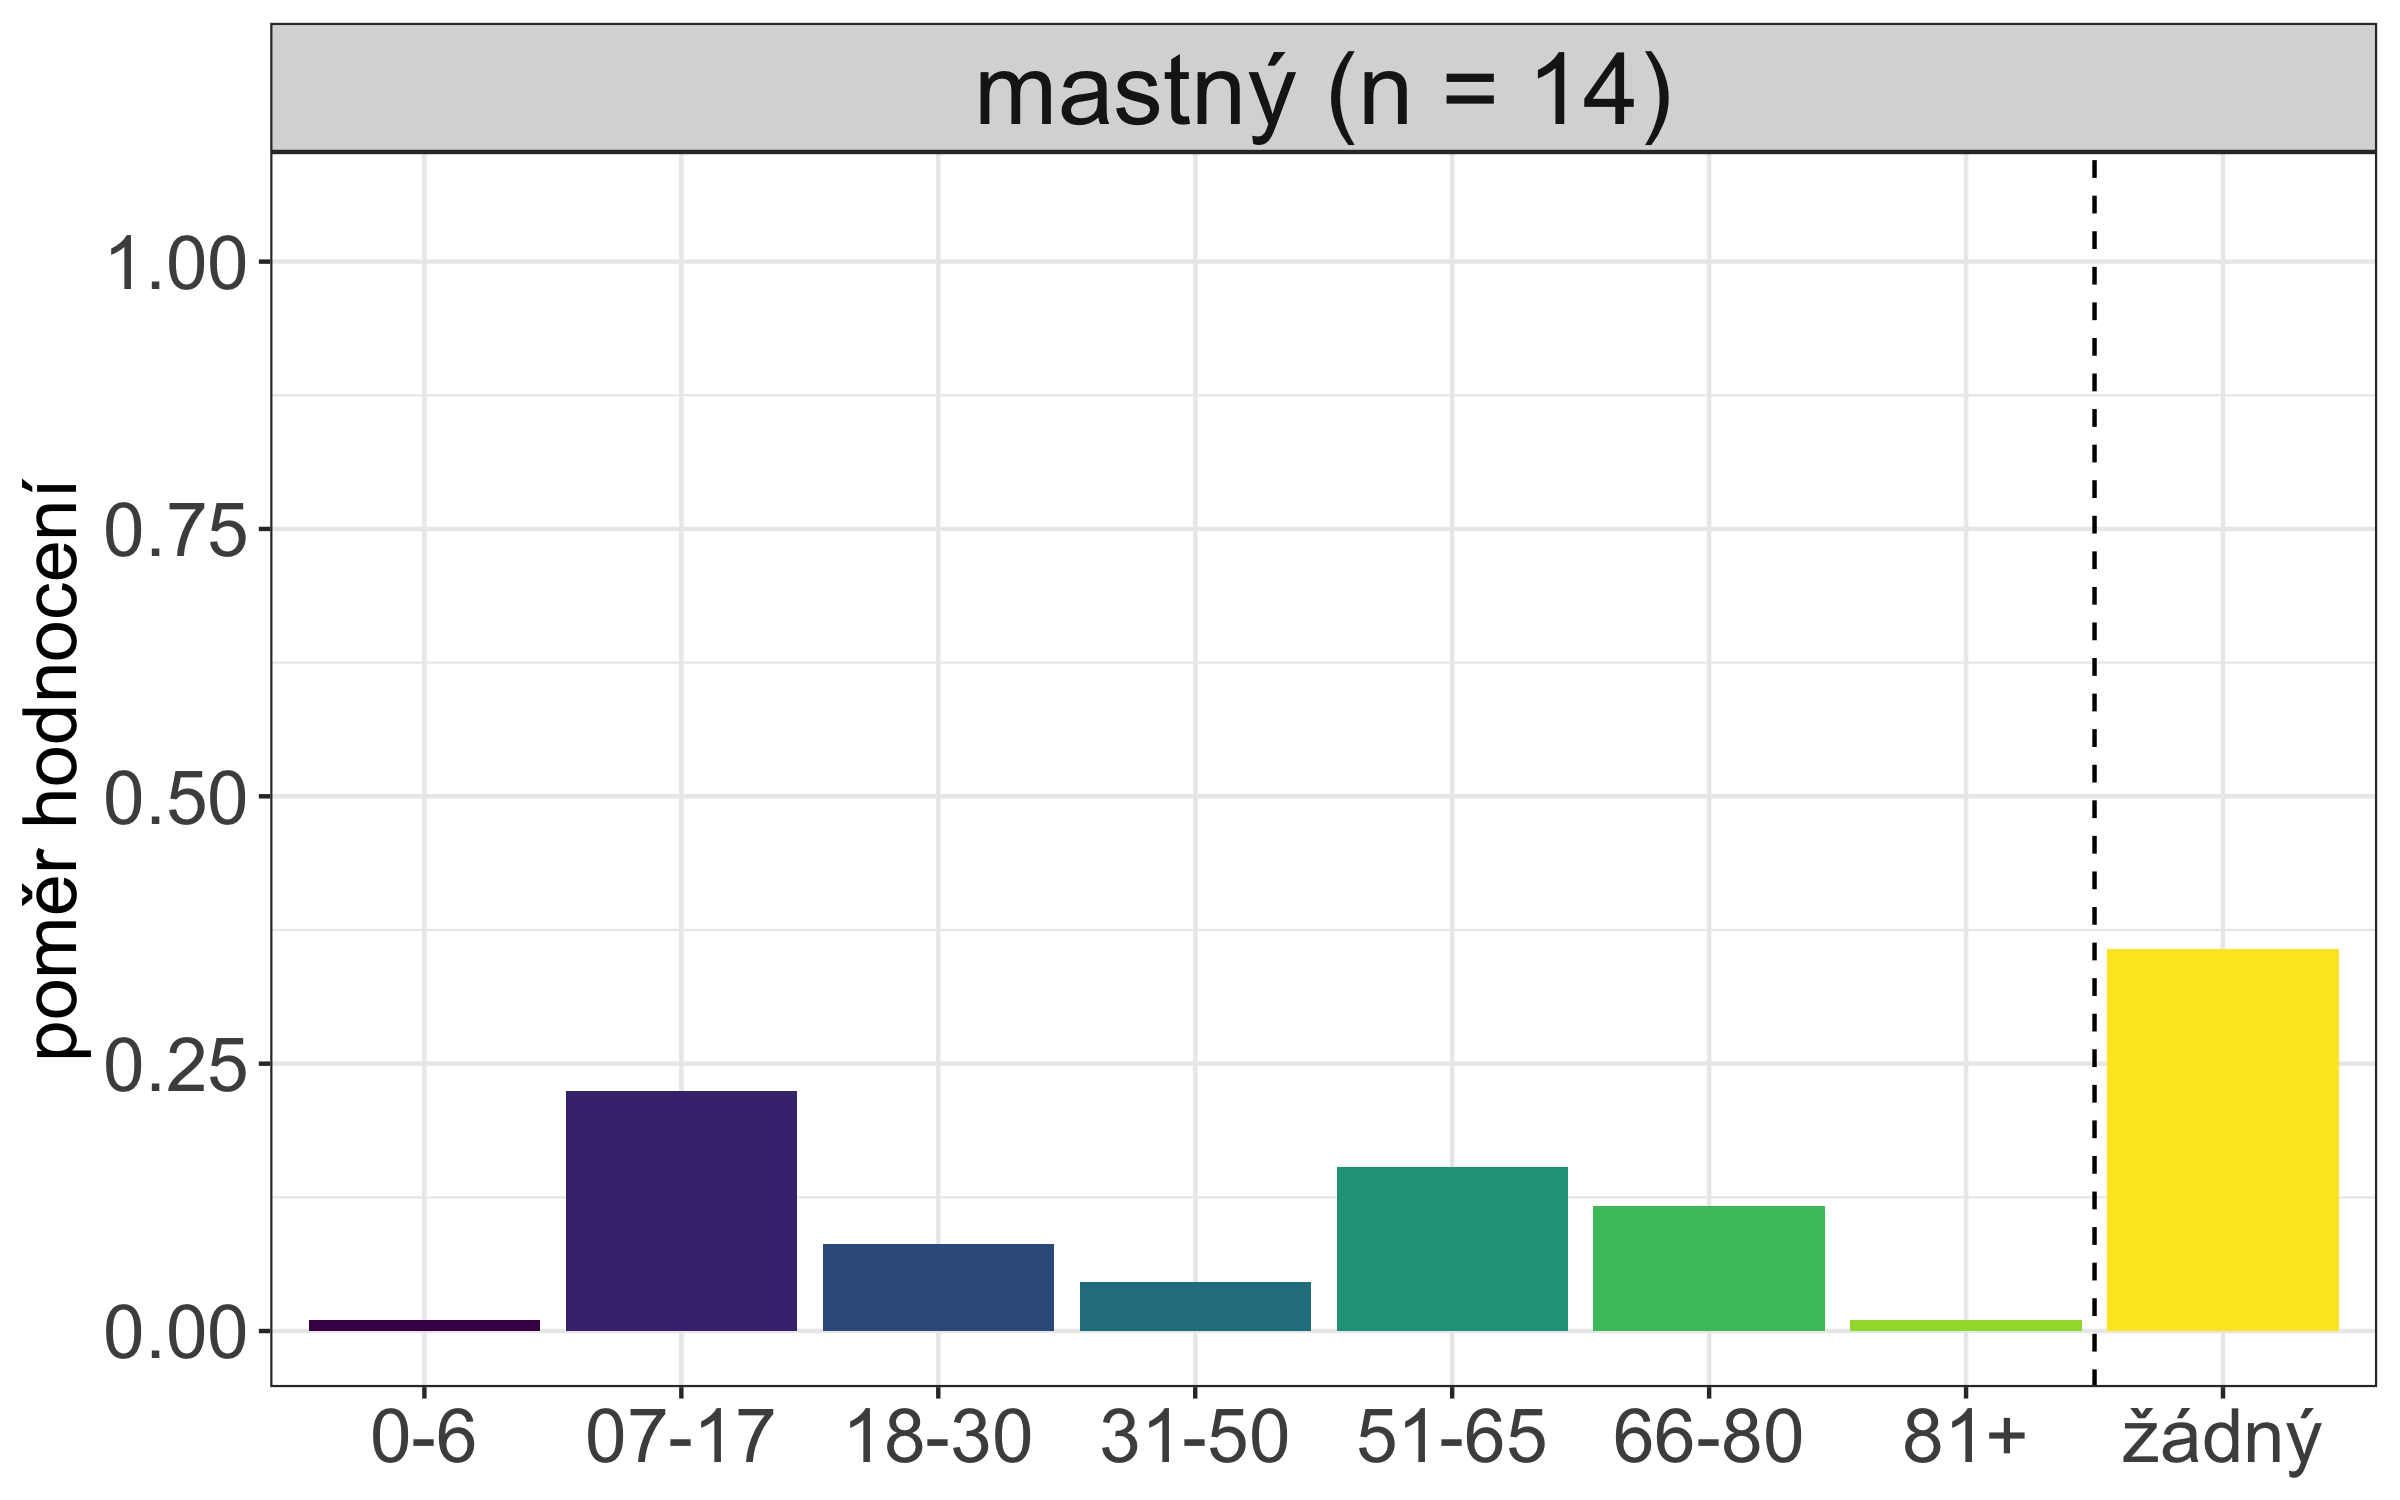 mastný (n = 14)
poměr hodnocení
1.00
0.75
0.50
0.25
0.00
0-6 07-17 18-30 31-50 51-65 66-80 81+ žádný